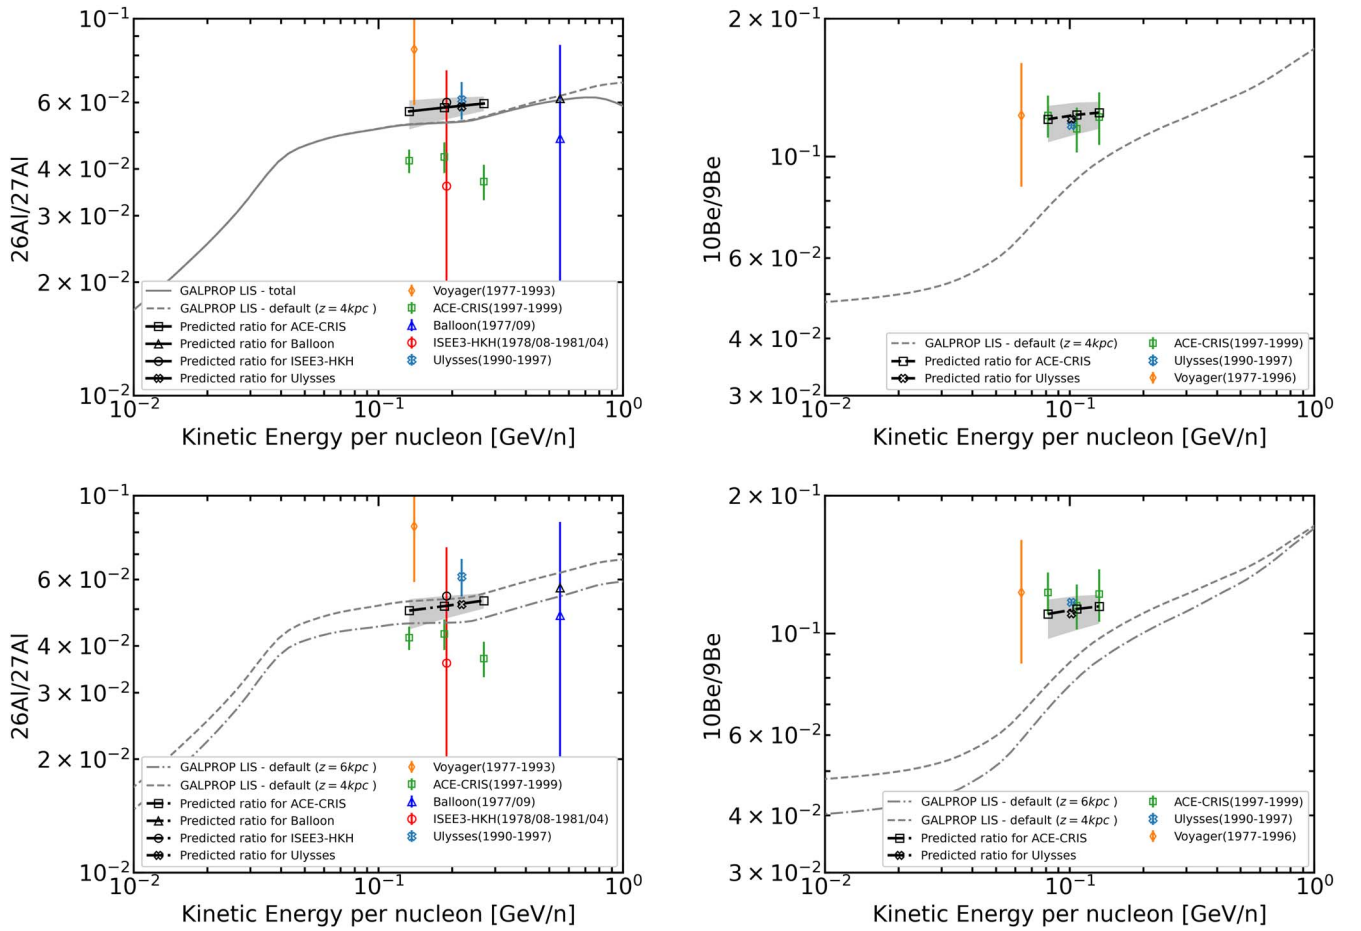 10⁻¹
6 × 10⁻²
4 × 10⁻²
3 × 10⁻²
2 × 10⁻²
10⁻²
26Al/27Al
GALPROP LIS - total
GALPROP LIS - default (z = 4kpc )
Predicted ratio for ACE-CRIS
Predicted ratio for Balloon
Predicted ratio for ISEE3-HKH
Predicted ratio for Ulysses
Voyager(1977-1993)
ACE-CRIS(1997-1999)
Balloon(1977/09)
ISEE3-HKH(1978/08-1981/04)
Ulysses(1990-1997)
10⁻² 10⁻¹ 10⁰
Kinetic Energy per nucleon [GeV/n]
2 × 10⁻¹
10⁻¹
6 × 10⁻²
4 × 10⁻²
3 × 10⁻²
10Be/9Be
GALPROP LIS - default (z = 4kpc)
Predicted ratio for ACE-CRIS
Predicted ratio for Ulysses
ACE-CRIS(1997-1999)
Ulysses(1990-1997)
Voyager(1977-1996)
10⁻² 10⁻¹ 10⁰
Kinetic Energy per nucleon [GeV/n]
10⁻¹
6 × 10⁻²
4 × 10⁻²
3 × 10⁻²
2 × 10⁻²
10⁻²
26Al/27Al
GALPROP LIS - default (z = 6kpc )
GALPROP LIS - default (z = 4kpc )
Predicted ratio for ACE-CRIS
Predicted ratio for Balloon
Predicted ratio for ISEE3-HKH
Predicted ratio for Ulysses
Voyager(1977-1993)
ACE-CRIS(1997-1999)
Balloon(1977/09)
ISEE3-HKH(1978/08-1981/04)
Ulysses(1990-1997)
10⁻² 10⁻¹ 10⁰
Kinetic Energy per nucleon [GeV/n]
2 × 10⁻¹
10⁻¹
6 × 10⁻²
4 × 10⁻²
3 × 10⁻²
10Be/9Be
GALPROP LIS - default (z = 6kpc)
GALPROP LIS - default (z = 4kpc)
Predicted ratio for ACE-CRIS
Predicted ratio for Ulysses
ACE-CRIS(1997-1999)
Ulysses(1990-1997)
Voyager(1977-1996)
10⁻² 10⁻¹ 10⁰
Kinetic Energy per nucleon [GeV/n]